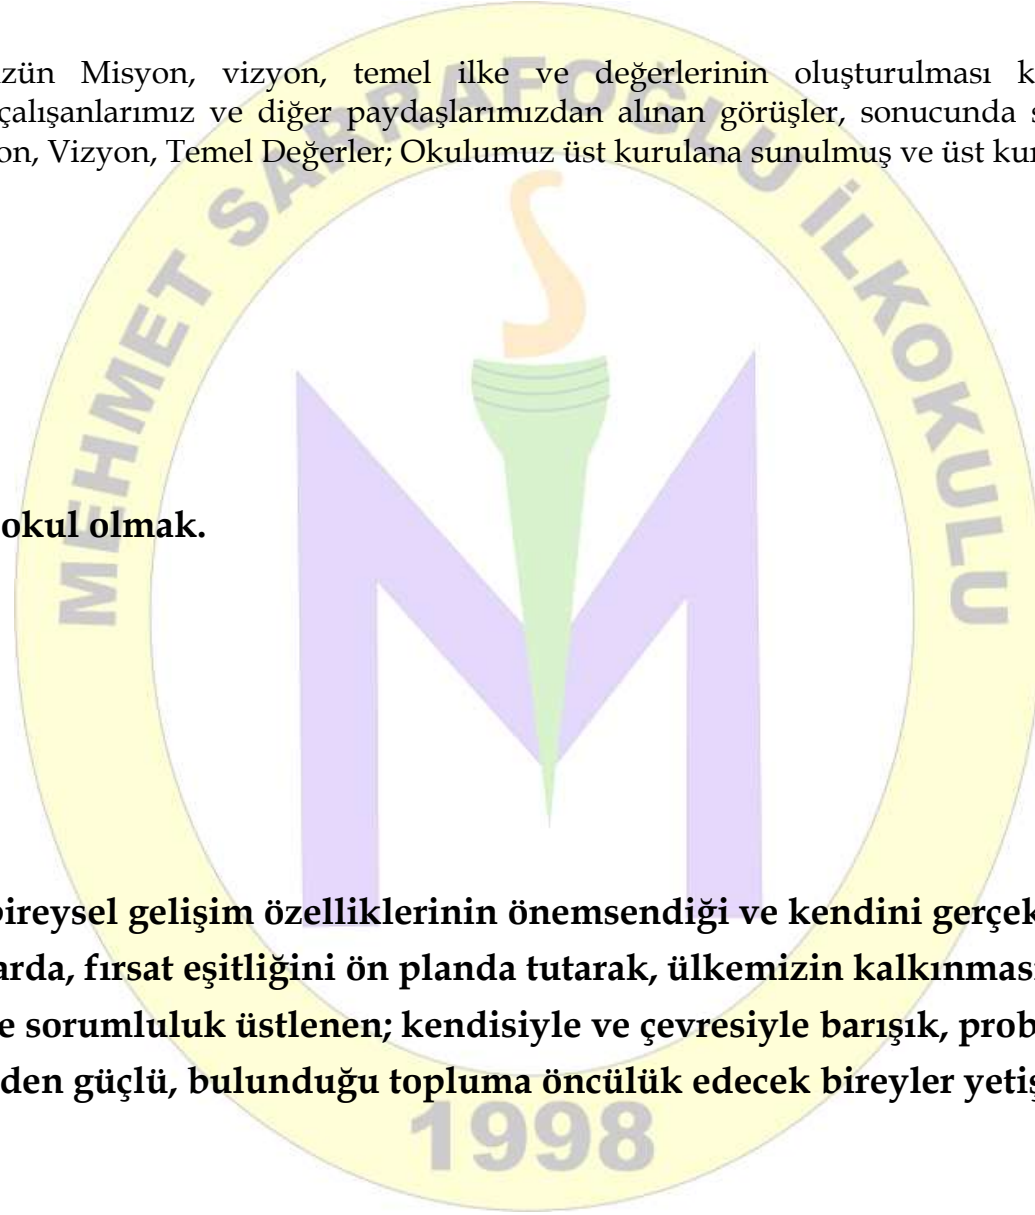 zün Misyon, vizyon, temel ilke ve değerlerinin oluşturulması k
çalışanlarımız ve diğer paydaşlarımızdan alınan görüşler, sonucunda s
on, Vizyon, Temel Değerler; Okulumuz üst kurulana sunulmuş ve üst kur
MEHMET SARRAFOĞLU İLKOKULU
okul olmak.
bireysel gelişim özelliklerinin önemsendiği ve kendini gerçek
arda, fırsat eşitliğini ön planda tutarak, ülkemizin kalkınması
e sorumluluk üstlenen; kendisiyle ve çevresiyle barışık, prob
den güçlü, bulunduğu topluma öncülük edecek bireyler yetiş
1998